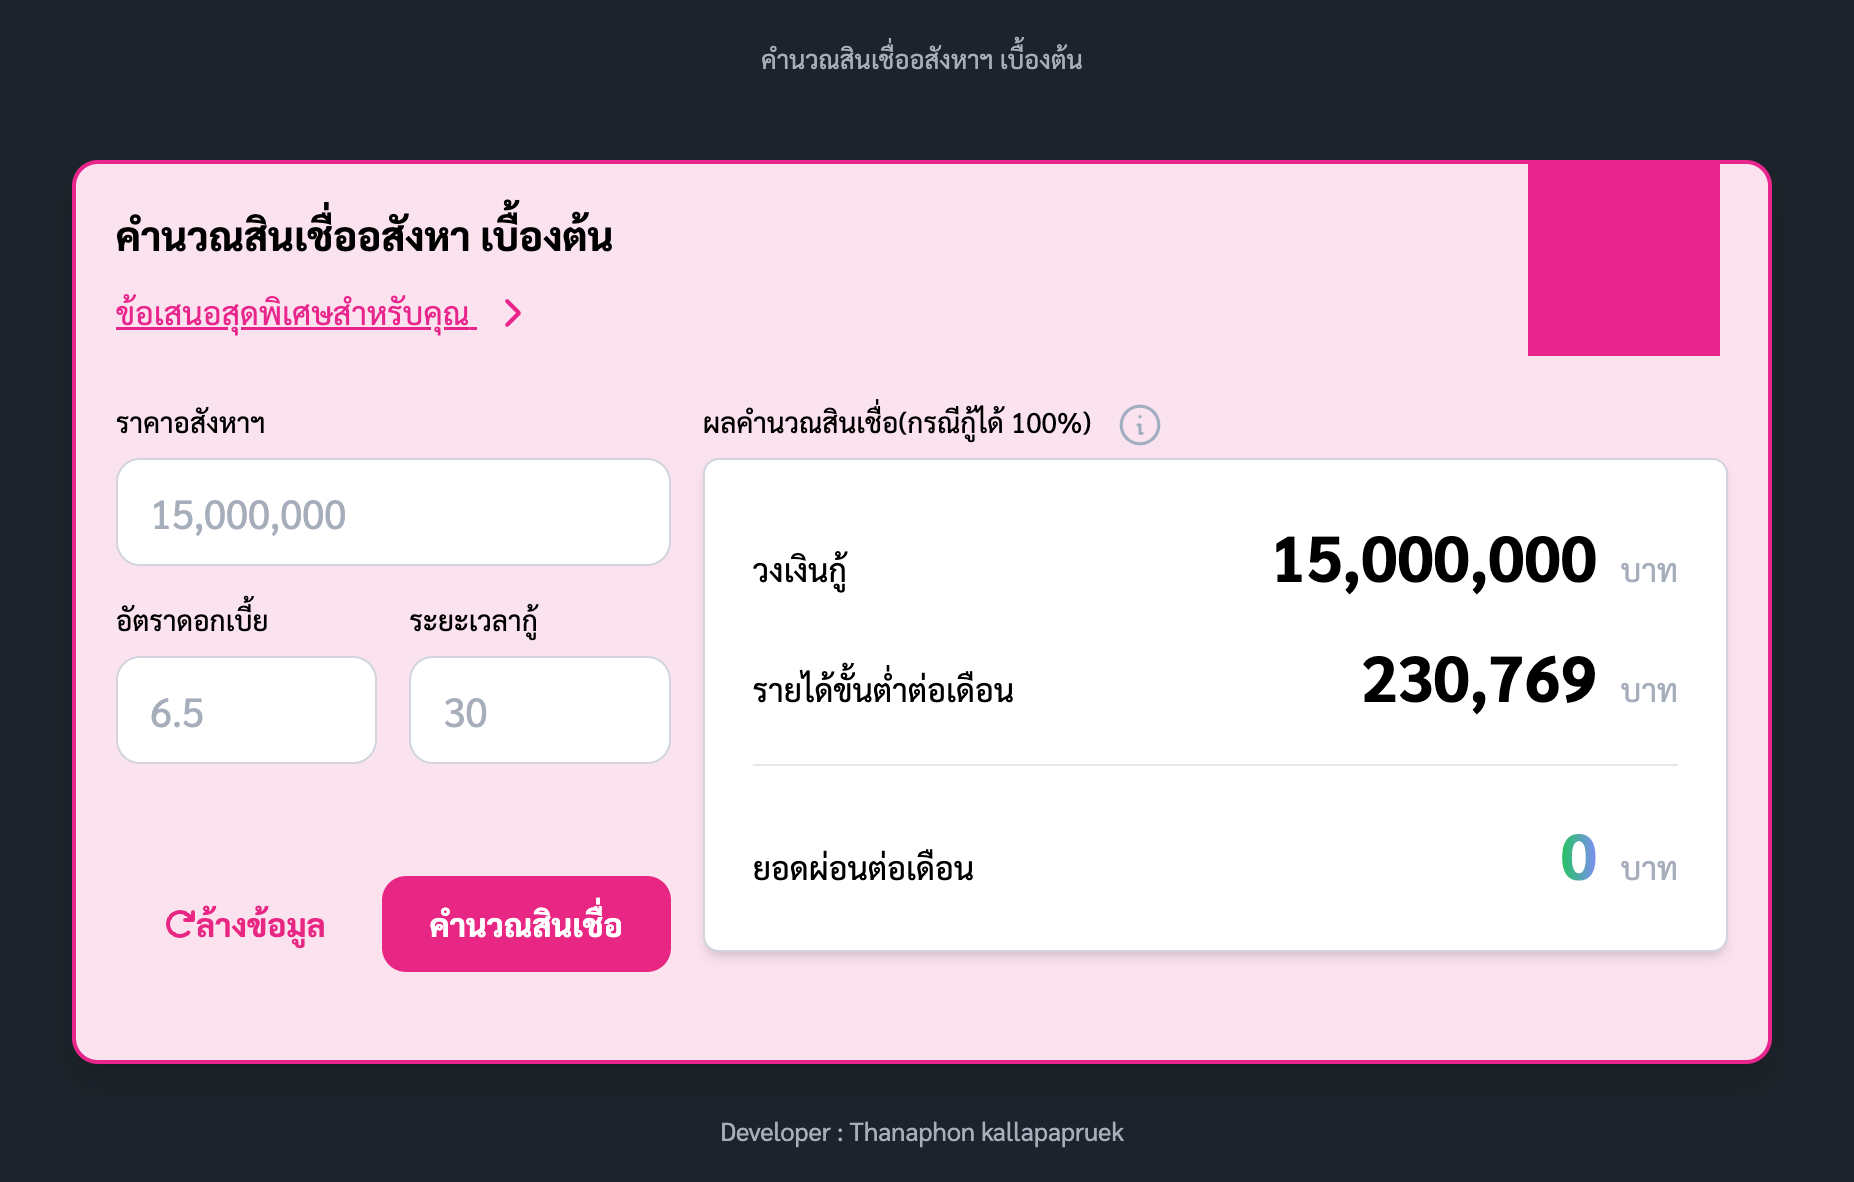 คำนวณสินเชื่ออสังหาฯ เบื้องต้น
คำนวณสินเชื่ออสังหา เบื้องต้น
ข้อเสนอสุดพิเศษสำหรับคุณ
ราคาอสังหาฯ
15,000,000
อัตราดอกเบี้ย ระยะเวลากู้
6.5 30
ล้างข้อมูล คำนวณสินเชื่อ
ผลคำนวณสินเชื่อ(กรณีกู้ได้ 100%)
วงเงินกู้ 15,000,000 บาท
รายได้ขั้นต่ำต่อเดือน 230,769 บาท
ยอดผ่อนต่อเดือน 0 บาท
Developer : Thanaphon kallapapruek